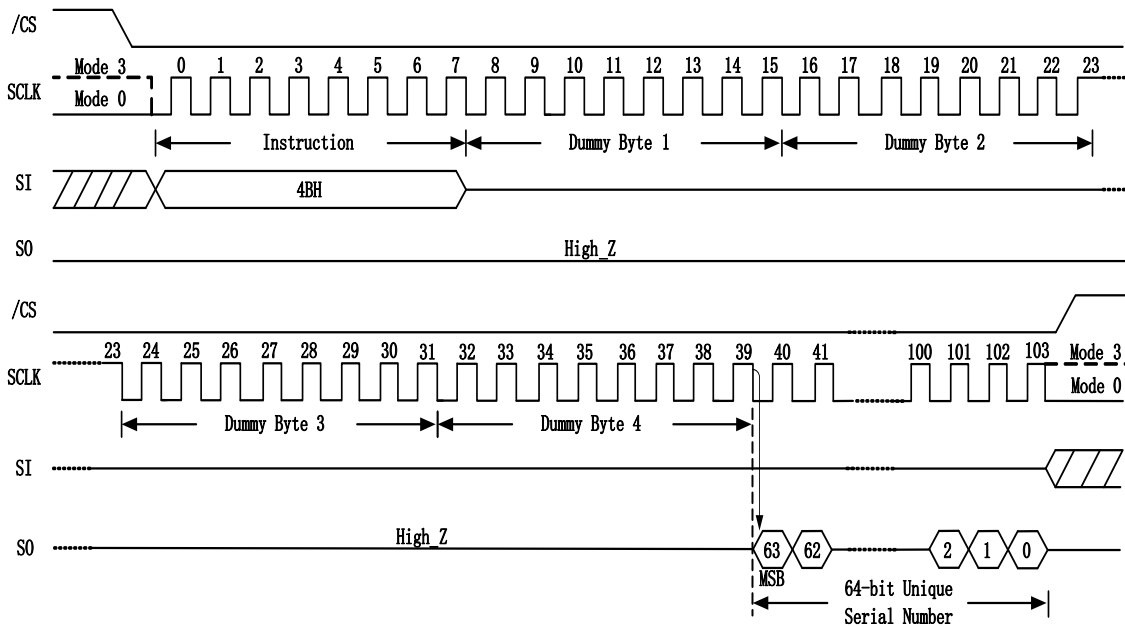 /CS
Mode 3
0 1 2 3 4 5 6 7 8 9 10 11 12 13 14 15 16 17 18 19 20 21 22 23
SCLK
Mode 0
Instruction Dummy Byte 1 Dummy Byte 2
SI
4BH
SO
High_Z
/CS
23 24 25 26 27 28 29 30 31 32 33 34 35 36 37 38 39 40 41 100 101 102 103 Mode 3
SCLK
Mode 0
Dummy Byte 3 Dummy Byte 4
SI
High_Z
SO
63 62 2 1 0
MSB
64-bit Unique
Serial Number